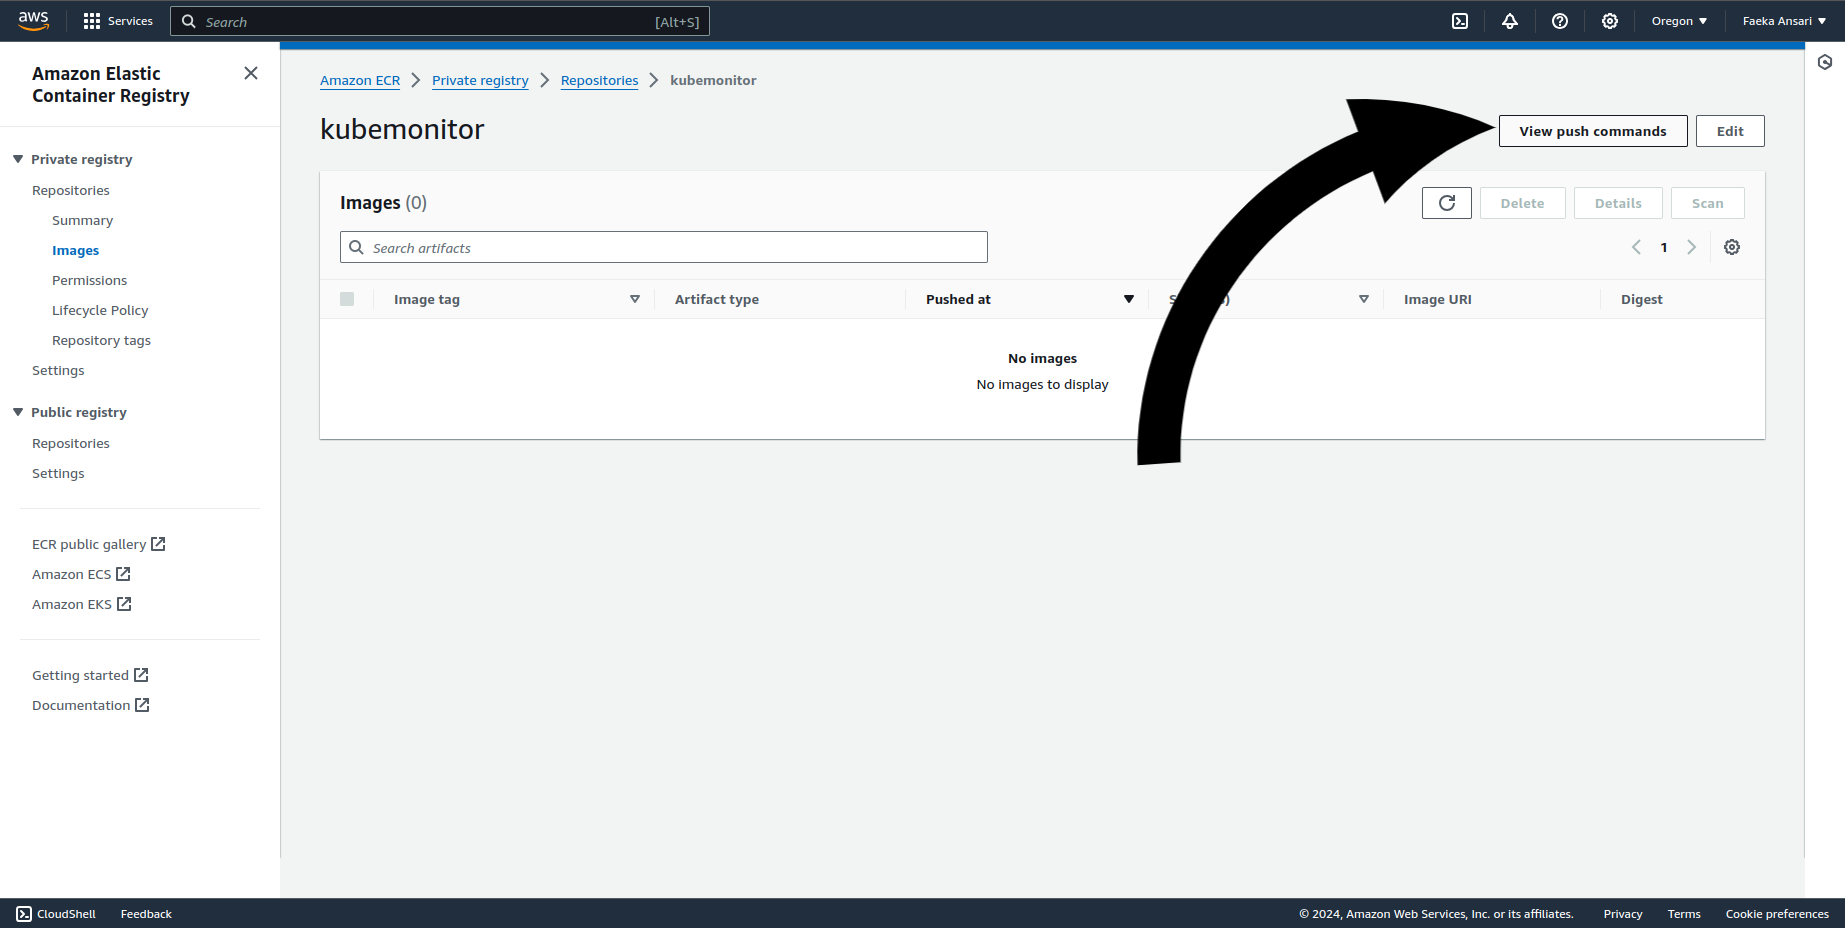 aws
Services
Search
[Alt+S]
Oregon
Faeka Ansari
Amazon Elastic
Container Registry
Private registry
Repositories
Summary
Images
Permissions
Lifecycle Policy
Repository tags
Settings
Public registry
Repositories
Settings
ECR public gallery
Amazon ECS
Amazon EKS
Getting started
Documentation
Amazon ECR
Private registry
Repositories
kubemonitor
kubemonitor
View push commands
Edit
Images (0)
Delete
Details
Scan
Search artifacts
1
Image tag
Artifact type
Pushed at
Image URI
Digest
No images
No images to display
CloudShell
Feedback
© 2024, Amazon Web Services, Inc. or its affiliates.
Privacy
Terms
Cookie preferences